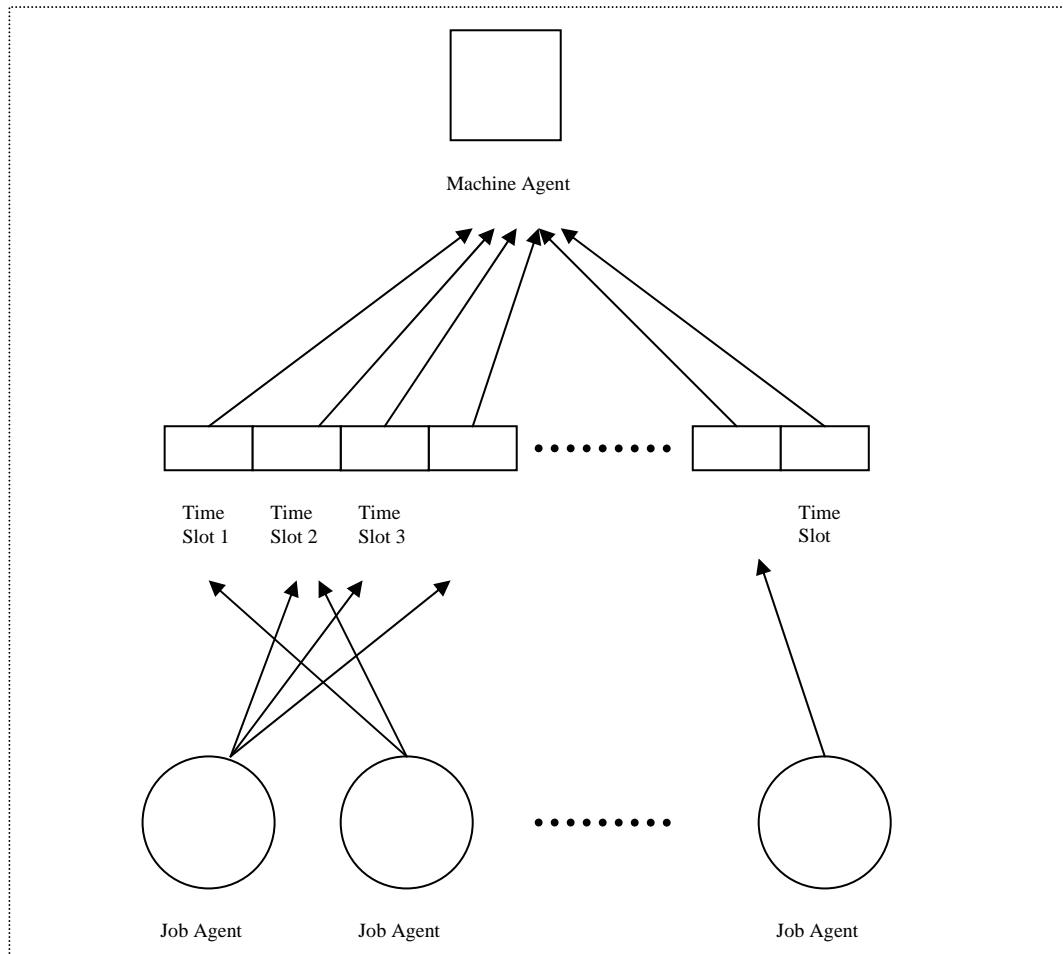 Machine Agent
Time
Slot 1
Time
Slot 2
Time
Slot 3
Time
Slot
Job Agent
Job Agent
Job Agent